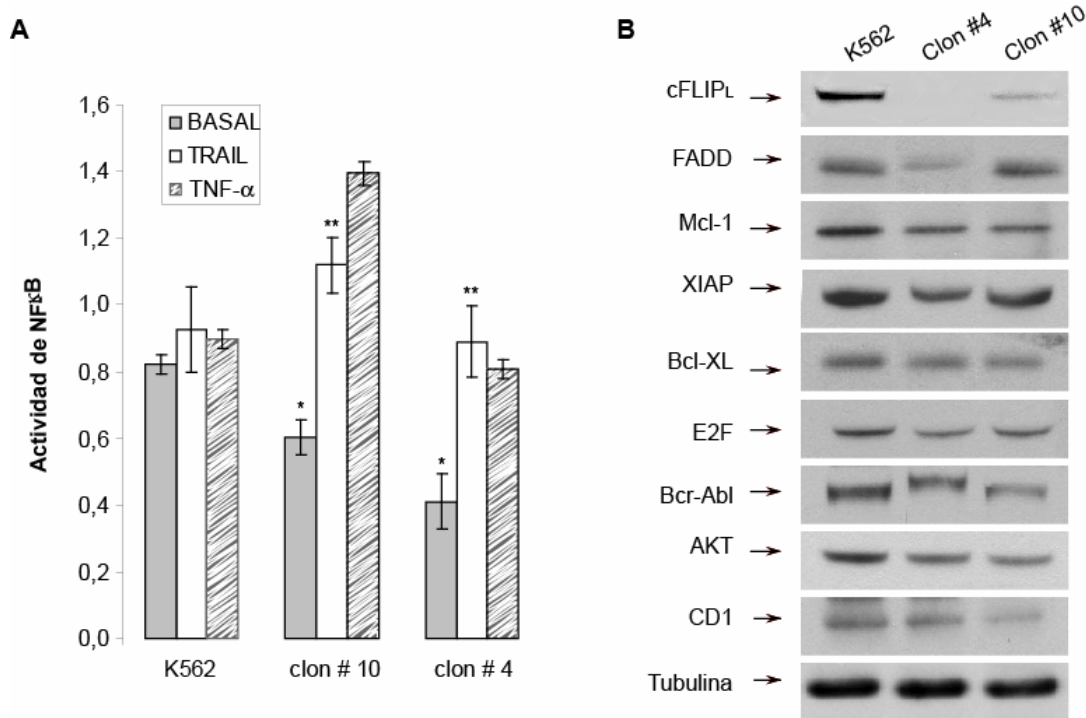 A
Actividad de NFκB
1,6
1,4
1,2
1,0
0,8
0,6
0,4
0,2
0,0
BASAL
TRAIL
TNF-α
*
**
*
**
K562
clon # 10
clon # 4
B
K562
Clon #4
Clon #10
cFLIPL
FADD
Mcl-1
XIAP
Bcl-XL
E2F
Bcr-Abl
AKT
CD1
Tubulina